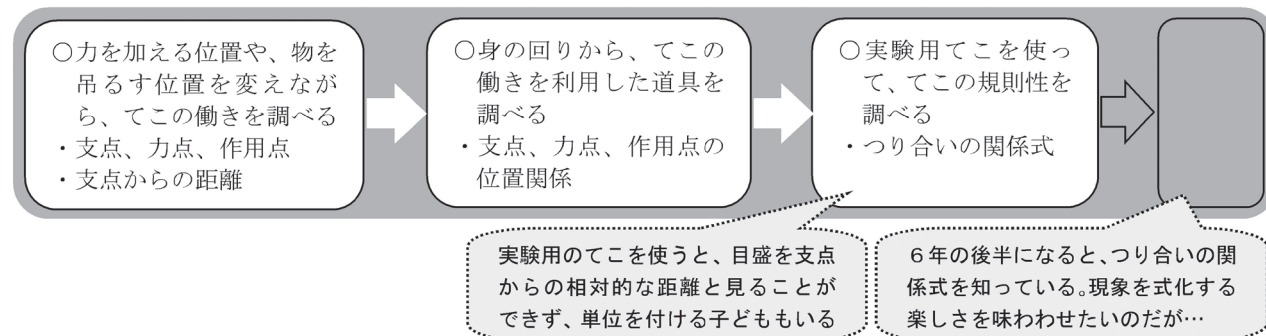 ○力を加える位置や、物を
吊るす位置を変えなが
ら、てこの働きを調べる
・支点、力点、作用点
・支点からの距離
○身の回りから、てこの
働きを利用した道具を
調べる
・支点、力点、作用点の
位置関係
○実験用てこを使っ
て、てこの規則性を
調べる
・つり合いの関係式
実験用のてこを使うと、目盛を支点
からの相対的な距離と見ることが
できず、単位を付ける子どももいる
6年の後半になると、つり合いの関
係式を知っている。現象を式化する
楽しさを味わわせたいのだが…